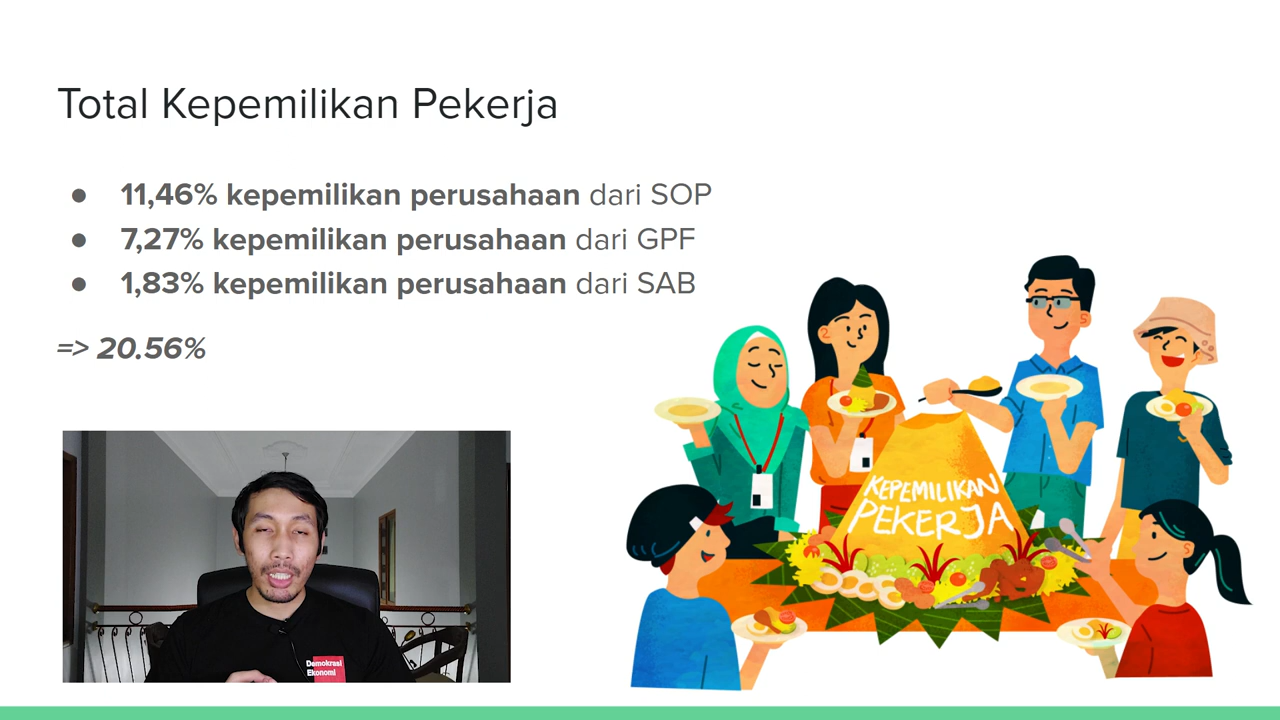 Total Kepemilikan Pekerja
● 11,46% kepemilikan perusahaan dari SOP
● 7,27% kepemilikan perusahaan dari GPF
● 1,83% kepemilikan perusahaan dari SAB
=> 20.56%
KEPEMILIKAN
PEKERJA
Demokrasi
Ekonomi